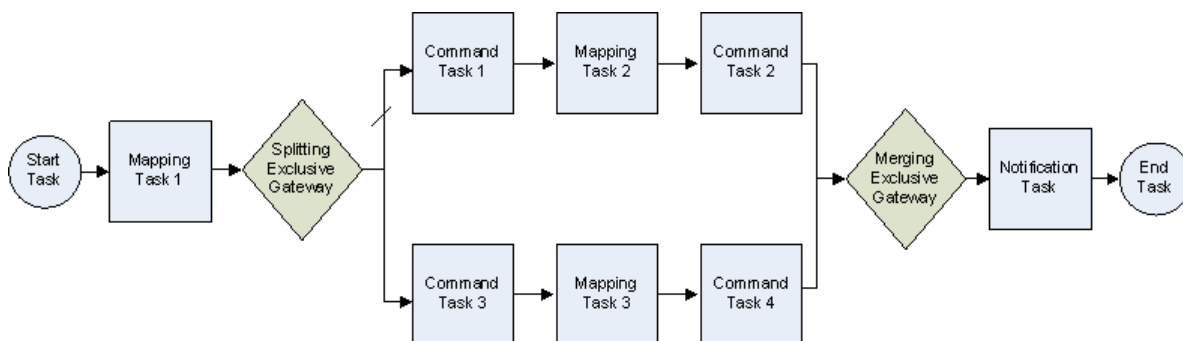 Start
Task
Mapping
Task 1
Splitting
Exclusive
Gateway
Command
Task 1
Mapping
Task 2
Command
Task 2
Command
Task 3
Mapping
Task 3
Command
Task 4
Merging
Exclusive
Gateway
Notification
Task
End
Task